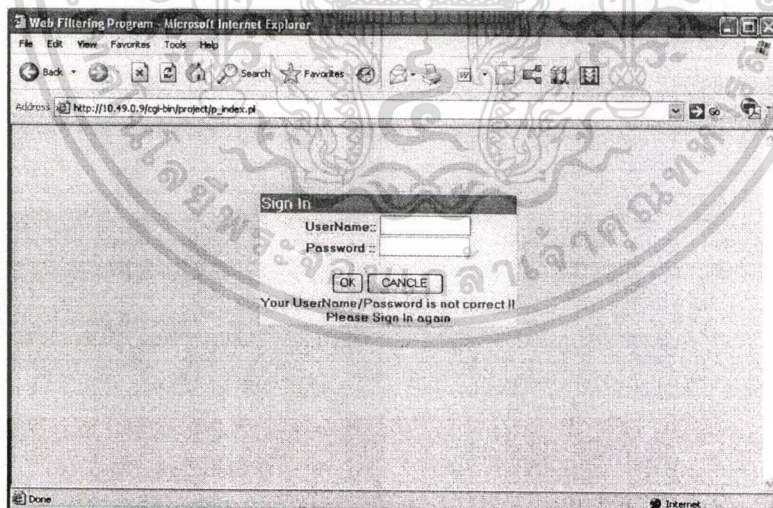 Web Filtering Program - Microsoft Internet Explorer
File Edit View Favorites Tools Help
Back Search Favorites
Address http://10.49.0.9/cgi-bin/project/p_index.pl Go
Sign In
UserName::
Password ::
OK CANCLE
Your UserName/Password is not correct !!
Please Sign In again
Done Internet